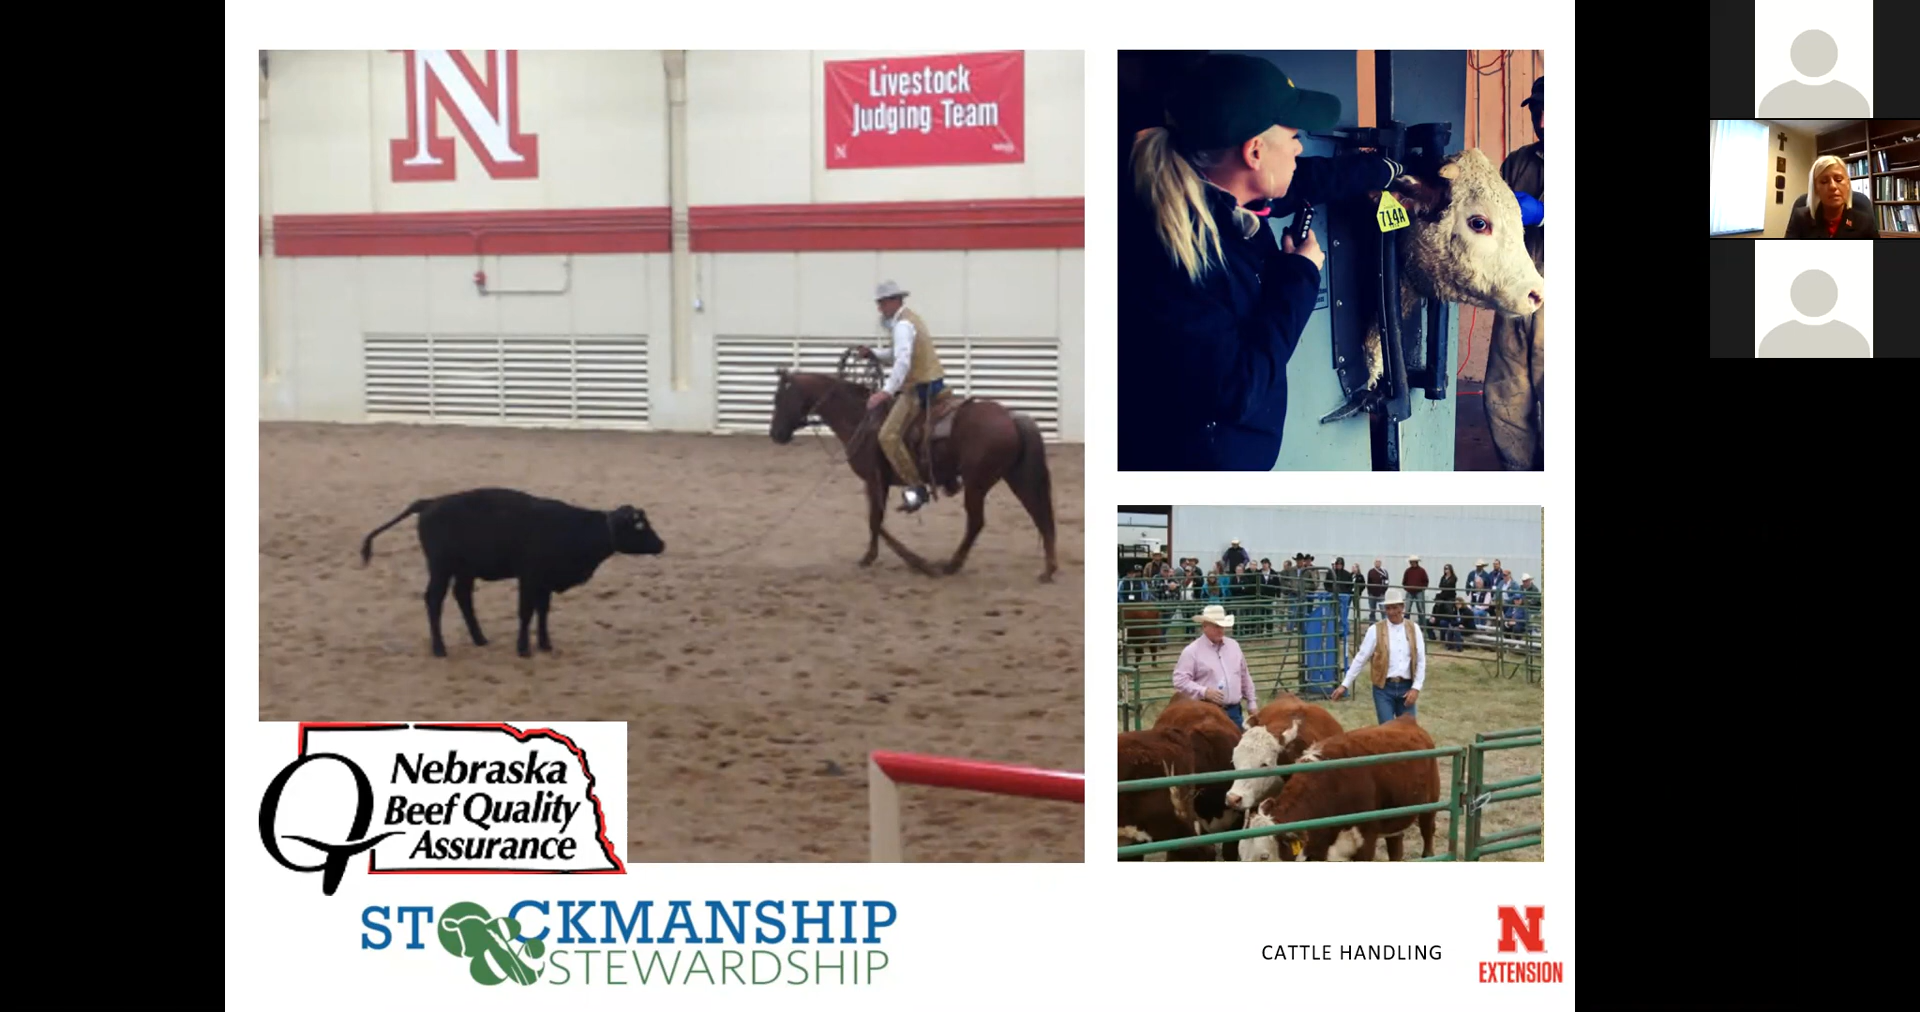 N
Livestock
Judging Team
N
714A
Nebraska
Beef Quality
Assurance
STOCKMANSHIP
&STEWARDSHIP
CATTLE HANDLING
N
EXTENSION